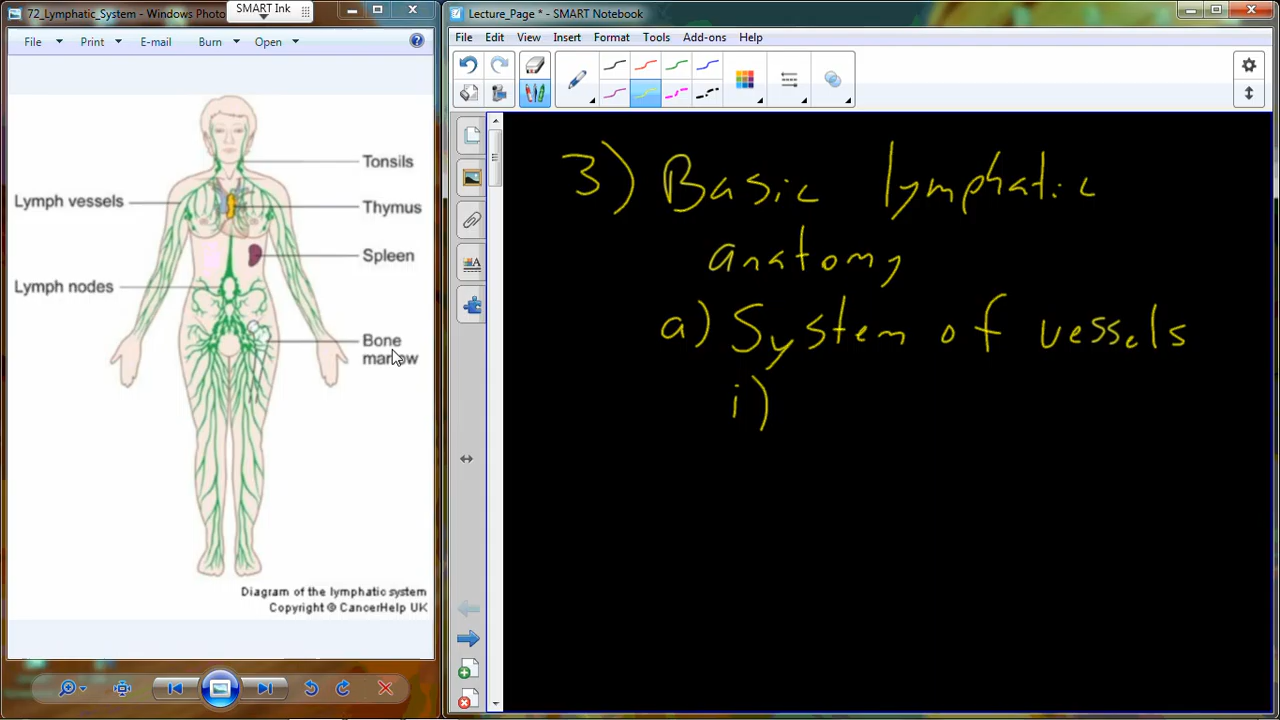 72_Lymphatic_System - Windows Photo
SMART Ink
File Print E-mail Burn Open
Tonsils
Lymph vessels
Thymus
Spleen
Lymph nodes
Bone
marrow
Diagram of the lymphatic system
Copyright © CancerHelp UK
Lecture_Page * - SMART Notebook
File Edit View Insert Format Tools Add-ons Help
3) Basic lymphatic
anatomy
a) System of vessels
i)